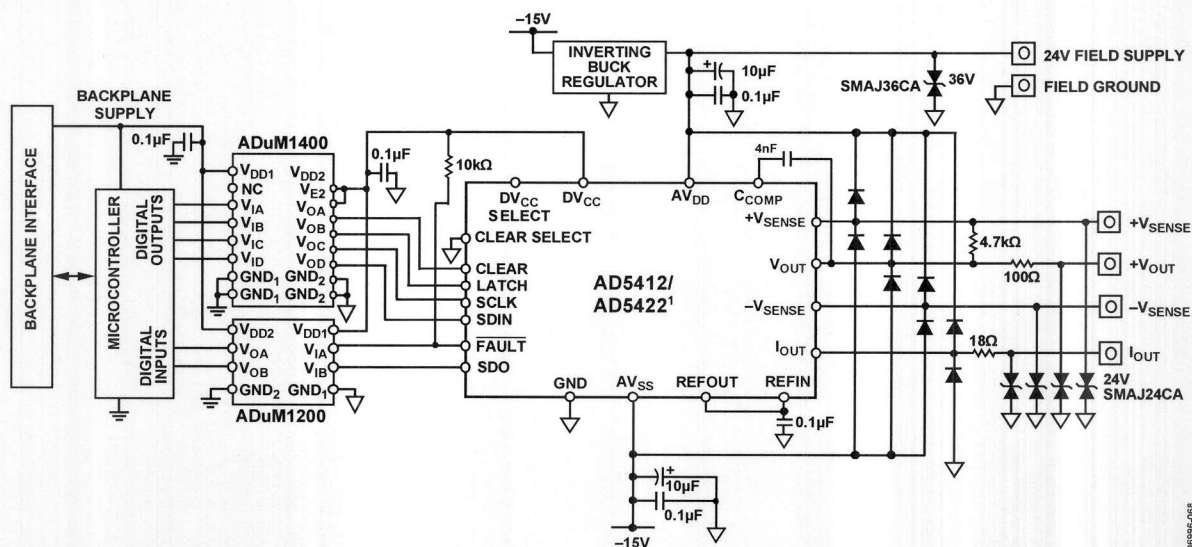 –15V
INVERTING
BUCK
REGULATOR
+
10µF
0.1µF
SMAJ36CA
36V
24V FIELD SUPPLY
FIELD GROUND
BACKPLANE INTERFACE
BACKPLANE
SUPPLY
0.1µF
MICROCONTROLLER
DIGITAL
OUTPUTS
DIGITAL
INPUTS
ADuM1400
VDD1
NC
VIA
VIB
VIC
VID
GND1
GND1
VDD2
VE2
VOA
VOB
VOC
VOD
GND2
GND2
VDD2
VOA
VOB
GND2
VDD1
VIA
VIB
GND1
ADuM1200
0.1µF
10kΩ
4nF
DVCC
SELECT
DVCC
AVDD
CCOMP
CLEAR SELECT
CLEAR
LATCH
SCLK
SDIN
FAULT
SDO
AD5412/
AD5422¹
+VSENSE
VOUT
–VSENSE
IOUT
GND
AVSS
REFOUT
REFIN
0.1µF
4.7kΩ
100Ω
18Ω
+VSENSE
+VOUT
–VSENSE
IOUT
24V
SMAJ24CA
+
10µF
0.1µF
–15V